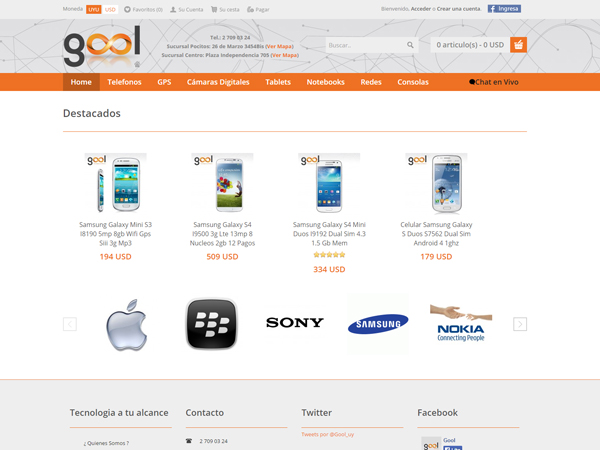 Moneda UYU USD Favoritos (0) Su Cuenta Su cesta Pagar Bienvenido, Acceder o Crear una cuenta. Ingresa
gool
Tel.: 2 709 03 24
Sucursal Pocitos: 26 de Marzo 3454Bis (Ver Mapa)
Sucursal Centro: Plaza Independencia 705 (Ver Mapa)
Buscar...
0 articulo(s) - 0 USD
Home Telefonos GPS Cámaras Digitales Tablets Notebooks Redes Consolas Chat en Vivo
Destacados
gool gool gool gool
Samsung Galaxy Mini S3
I8190 5mp 8gb Wifi Gps
Siii 3g Mp3
194 USD
Samsung Galaxy S4
I9500 3g Lte 13mp 8
Nucleos 2gb 12 Pagos
509 USD
Samsung Galaxy S4 Mini
Duos I9192 Dual Sim 4.3
1.5 Gb Mem
334 USD
Celular Samsung Galaxy
S Duos S7562 Dual Sim
Android 4 1ghz
179 USD
SONY
SAMSUNG
NOKIA
Connecting People
Tecnologia a tu alcance
¿ Quienes Somos ?
Contacto
2 709 03 24
Twitter
Tweets por @Gool_uy
Facebook
gool
Gool